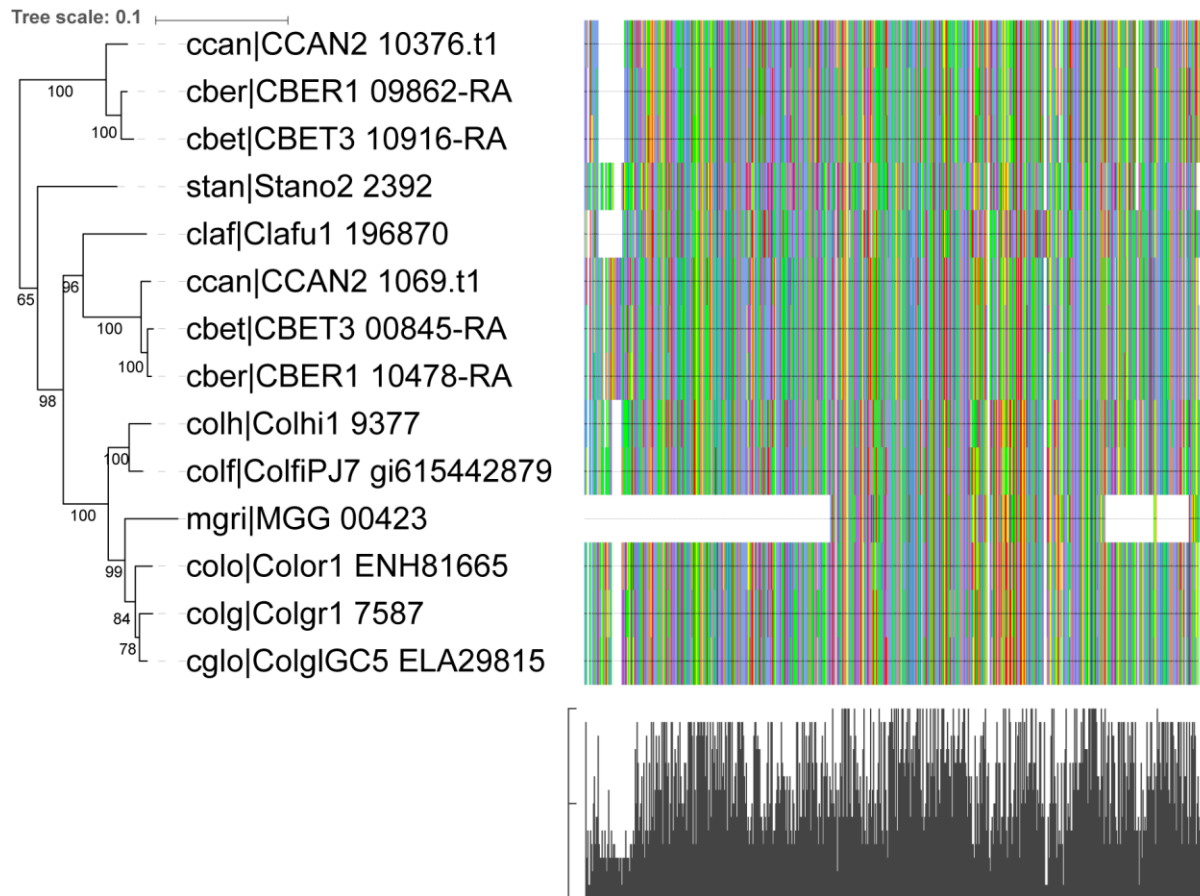 Tree scale: 0.1
ccan|CCAN2 10376.t1
100
cber|CBER1 09862-RA
100
cbet|CBET3 10916-RA
stan|Stano2 2392
claf|Clafu1 196870
65
96
ccan|CCAN2 1069.t1
100
cbet|CBET3 00845-RA
100
cber|CBER1 10478-RA
98
colh|Colhi1 9377
100
colf|ColfiPJ7 gi615442879
100
mgri|MGG 00423
99
colo|Color1 ENH81665
84
colg|Colgr1 7587
78
cglo|ColglGC5 ELA29815